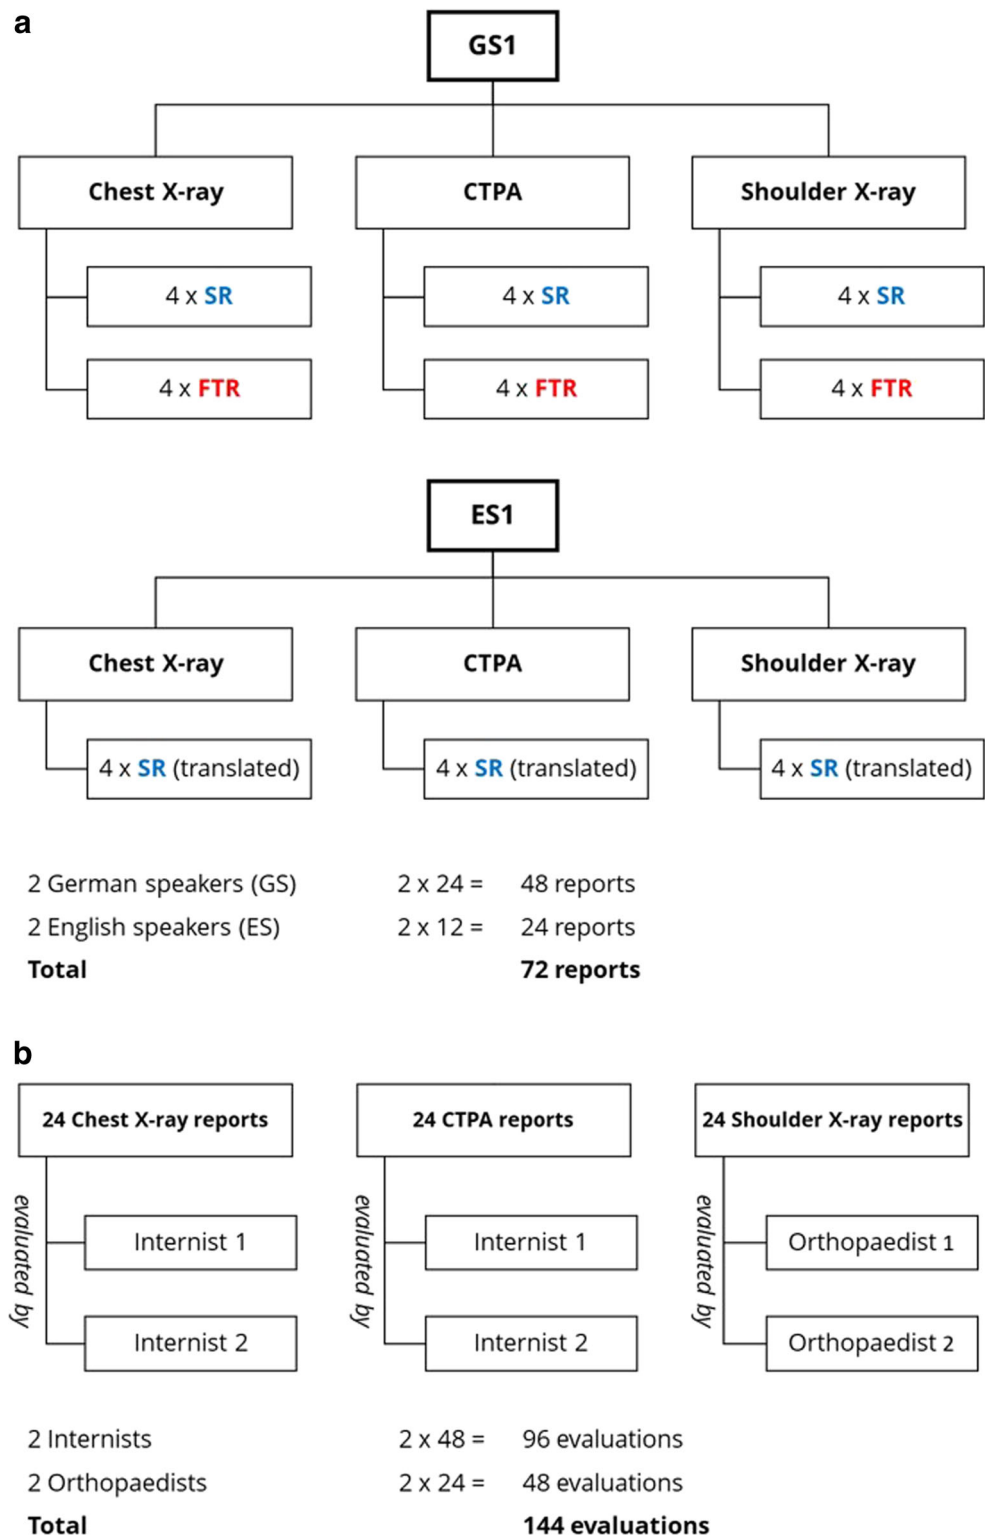 a
GS1
Chest X-ray
CTPA
Shoulder X-ray
4 x SR
4 x SR
4 x SR
4 x FTR
4 x FTR
4 x FTR
ES1
Chest X-ray
CTPA
Shoulder X-ray
4 x SR (translated)
4 x SR (translated)
4 x SR (translated)
2 German speakers (GS) 2 x 24 = 48 reports
2 English speakers (ES) 2 x 12 = 24 reports
Total 72 reports
b
24 Chest X-ray reports
24 CTPA reports
24 Shoulder X-ray reports
evaluated by
Internist 1
Internist 2
evaluated by
Internist 1
Internist 2
evaluated by
Orthopaedist 1
Orthopaedist 2
2 Internists 2 x 48 = 96 evaluations
2 Orthopaedists 2 x 24 = 48 evaluations
Total 144 evaluations